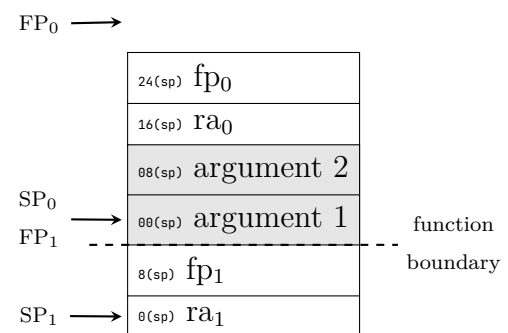 FP₀
24(sp) fp₀
16(sp) ra₀
08(sp) argument 2
SP₀
00(sp) argument 1
FP₁
function
boundary
8(sp) fp₁
SP₁
0(sp) ra₁